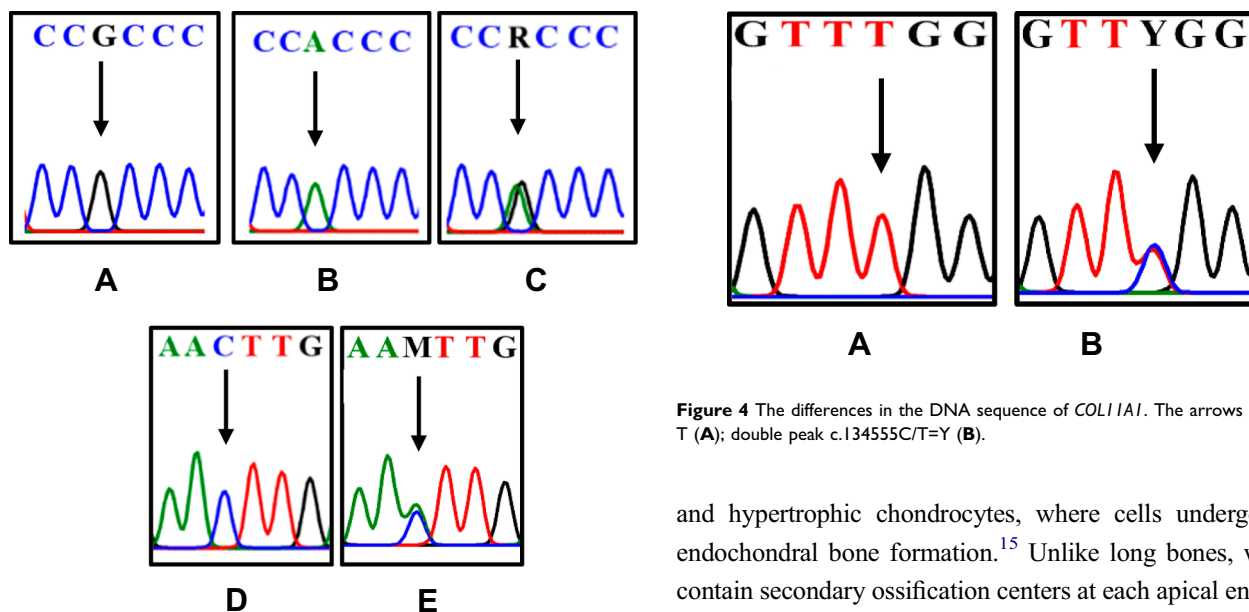 CCGCCC
CCACCC
CCRCCC
A
B
C
AACTTG
AAMTTG
D
E
GTTTGG
GTTYGG
A
B
Figure 4 The differences in the DNA sequence of COL11A1. The arrows
T (A); double peak c.134555C/T=Y (B).
and hypertrophic chondrocytes, where cells underg
endochondral bone formation.15 Unlike long bones, 
contain secondary ossification centers at each apical en